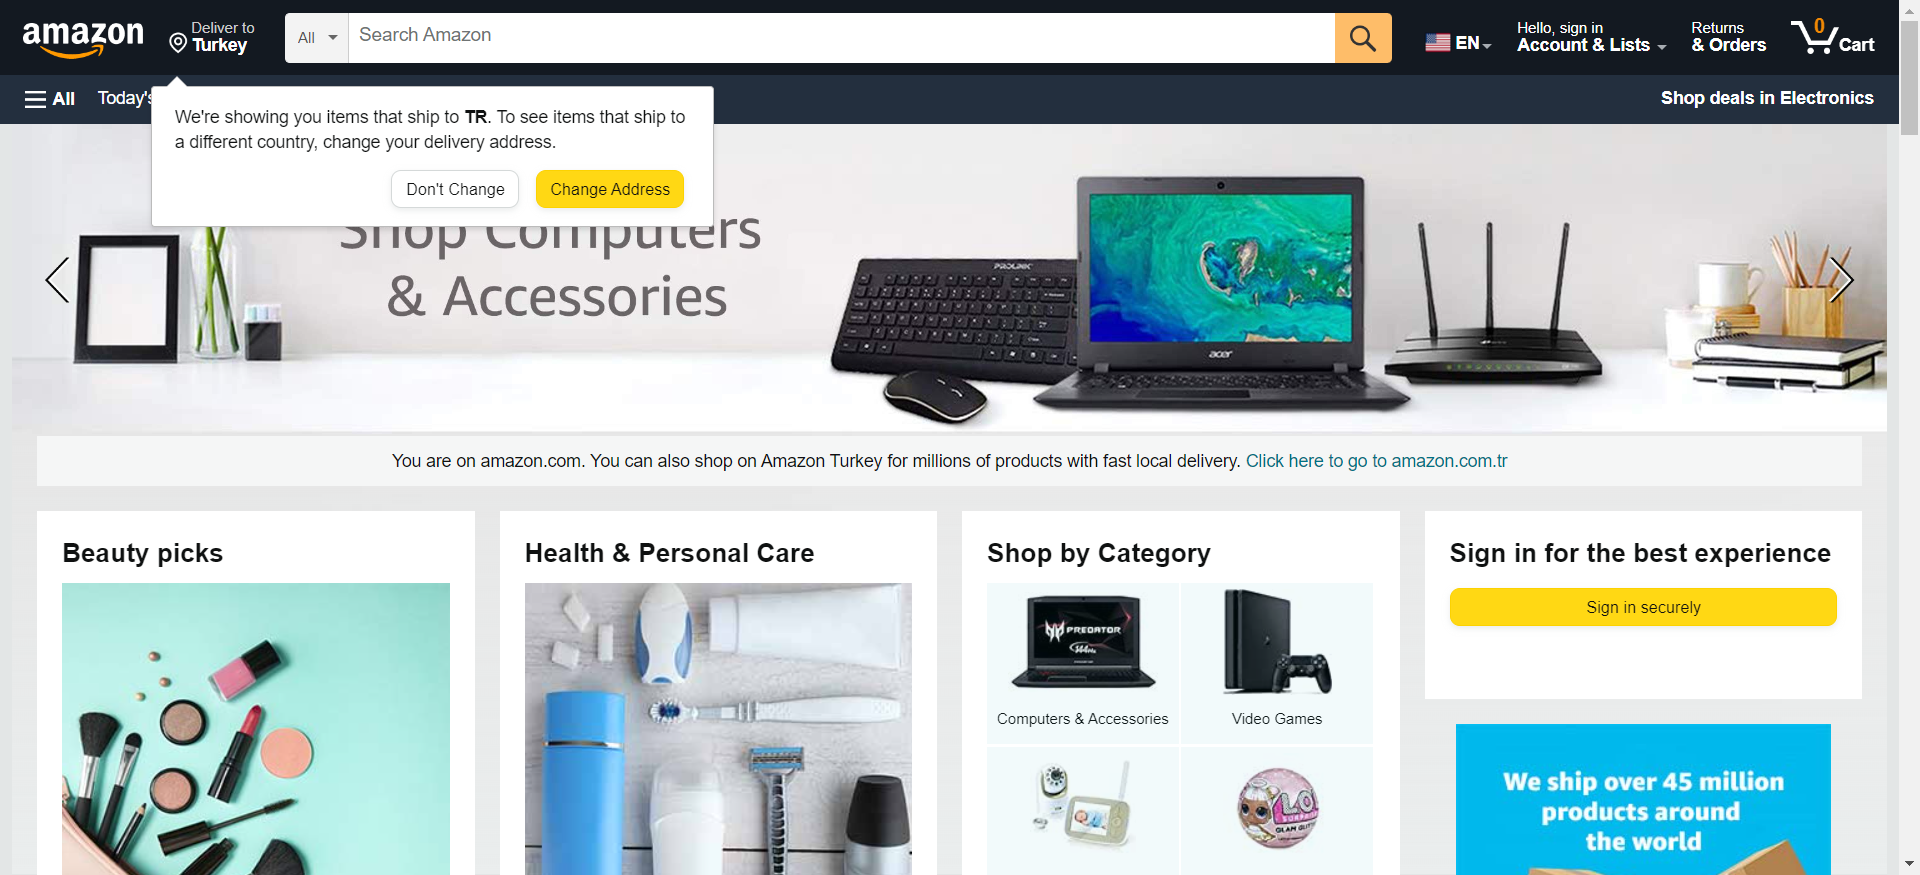 amazon
Deliver to
Turkey
All
Search Amazon
EN
Hello, sign in
Account & Lists
Returns
& Orders
0
Cart
All
Today's
Shop deals in Electronics
We're showing you items that ship to TR. To see items that ship to
a different country, change your delivery address.
Don't Change
Change Address
Shop Computers
& Accessories
PROLINK
acer
You are on amazon.com. You can also shop on Amazon Turkey for millions of products with fast local delivery. Click here to go to amazon.com.tr
Beauty picks
Health & Personal Care
Shop by Category
Sign in for the best experience
Sign in securely
PREDATOR
144Hz
Computers & Accessories
Video Games
L.O.L
SURPRISE
GLAM GLITTER
We ship over 45 million
products around
the world